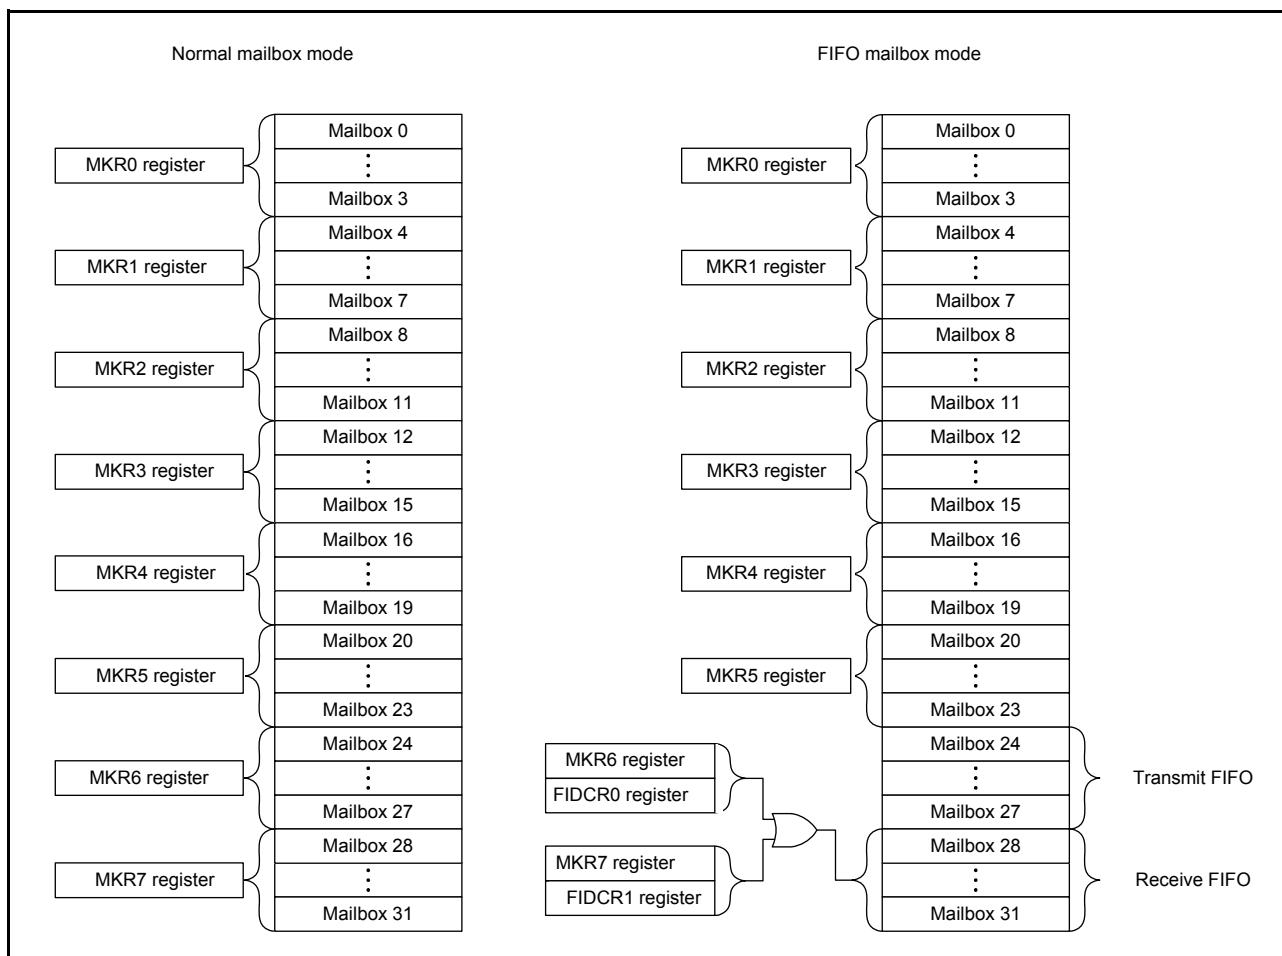 Normal mailbox mode
MKR0 register
Mailbox 0
Mailbox 3
MKR1 register
Mailbox 4
Mailbox 7
MKR2 register
Mailbox 8
Mailbox 11
MKR3 register
Mailbox 12
Mailbox 15
MKR4 register
Mailbox 16
Mailbox 19
MKR5 register
Mailbox 20
Mailbox 23
MKR6 register
Mailbox 24
Mailbox 27
MKR7 register
Mailbox 28
Mailbox 31
FIFO mailbox mode
MKR0 register
Mailbox 0
Mailbox 3
MKR1 register
Mailbox 4
Mailbox 7
MKR2 register
Mailbox 8
Mailbox 11
MKR3 register
Mailbox 12
Mailbox 15
MKR4 register
Mailbox 16
Mailbox 19
MKR5 register
Mailbox 20
Mailbox 23
MKR6 register
FIDCR0 register
Mailbox 24
Mailbox 27
Transmit FIFO
MKR7 register
FIDCR1 register
Mailbox 28
Mailbox 31
Receive FIFO